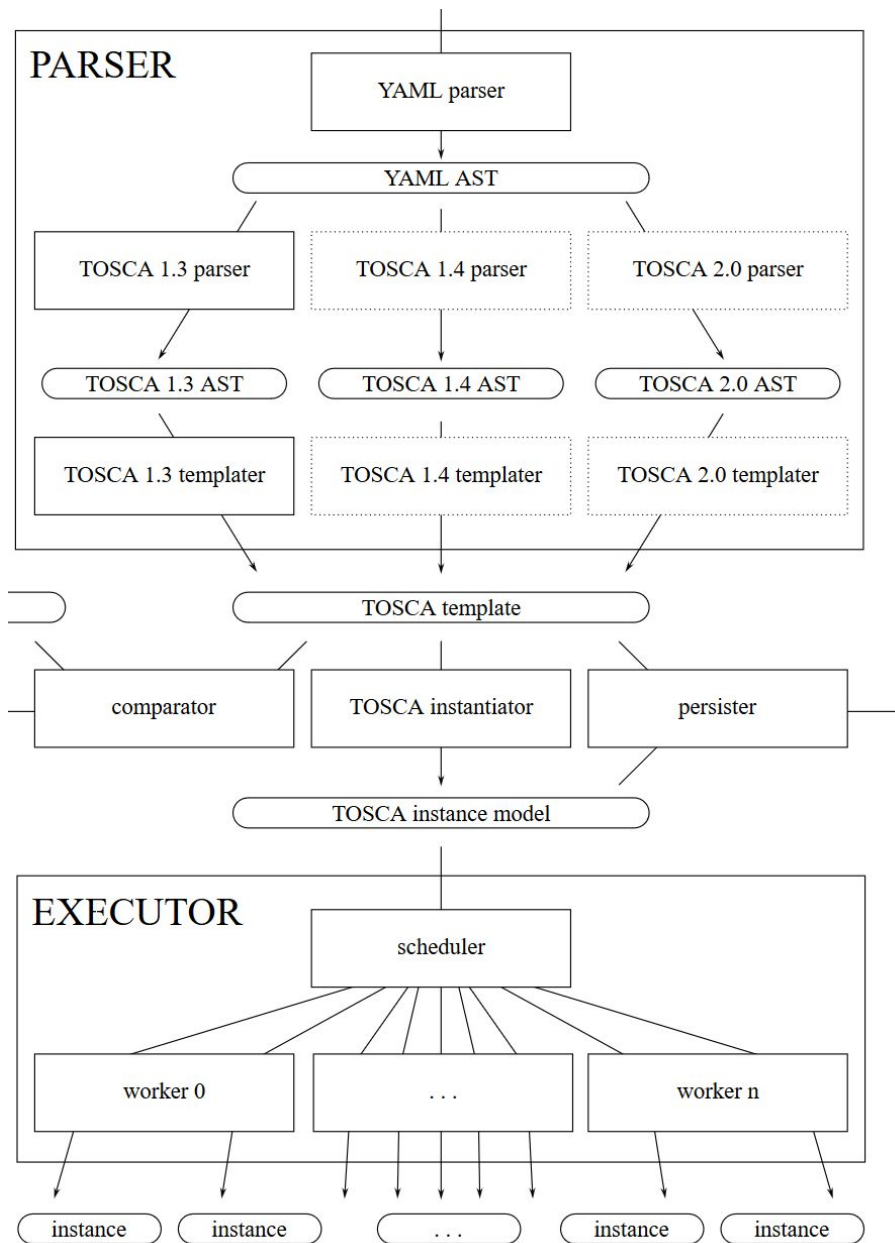 PARSER
YAML parser
YAML AST
TOSCA 1.3 parser
TOSCA 1.4 parser
TOSCA 2.0 parser
TOSCA 1.3 AST
TOSCA 1.4 AST
TOSCA 2.0 AST
TOSCA 1.3 templater
TOSCA 1.4 templater
TOSCA 2.0 templater
TOSCA template
comparator
TOSCA instantiator
persister
TOSCA instance model
EXECUTOR
scheduler
worker 0
. . .
worker n
instance
instance
. . .
instance
instance